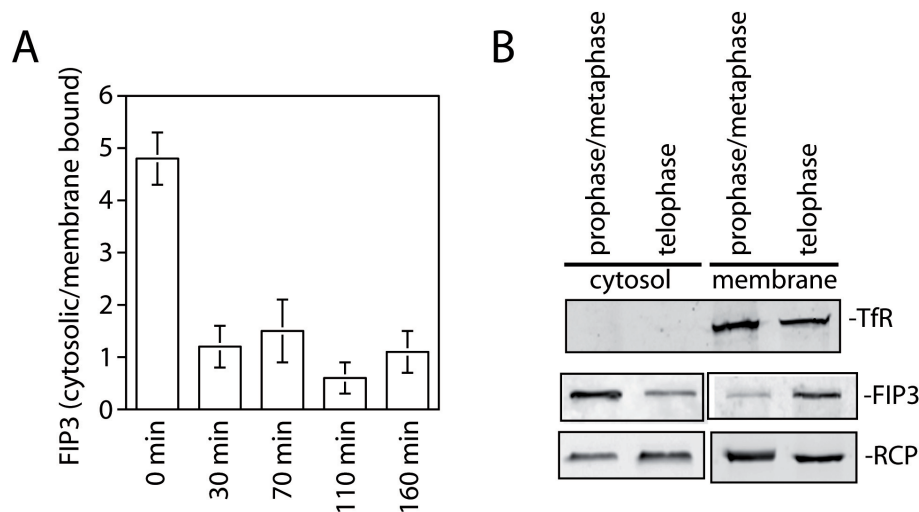 A
FIP3 (cytosolic/membrane bound)
6
5
4
3
2
1
0
0 min
30 min
70 min
110 min
160 min
B
prophase/metaphase
telophase
prophase/metaphase
telophase
cytosol
membrane
-TfR
-FIP3
-RCP